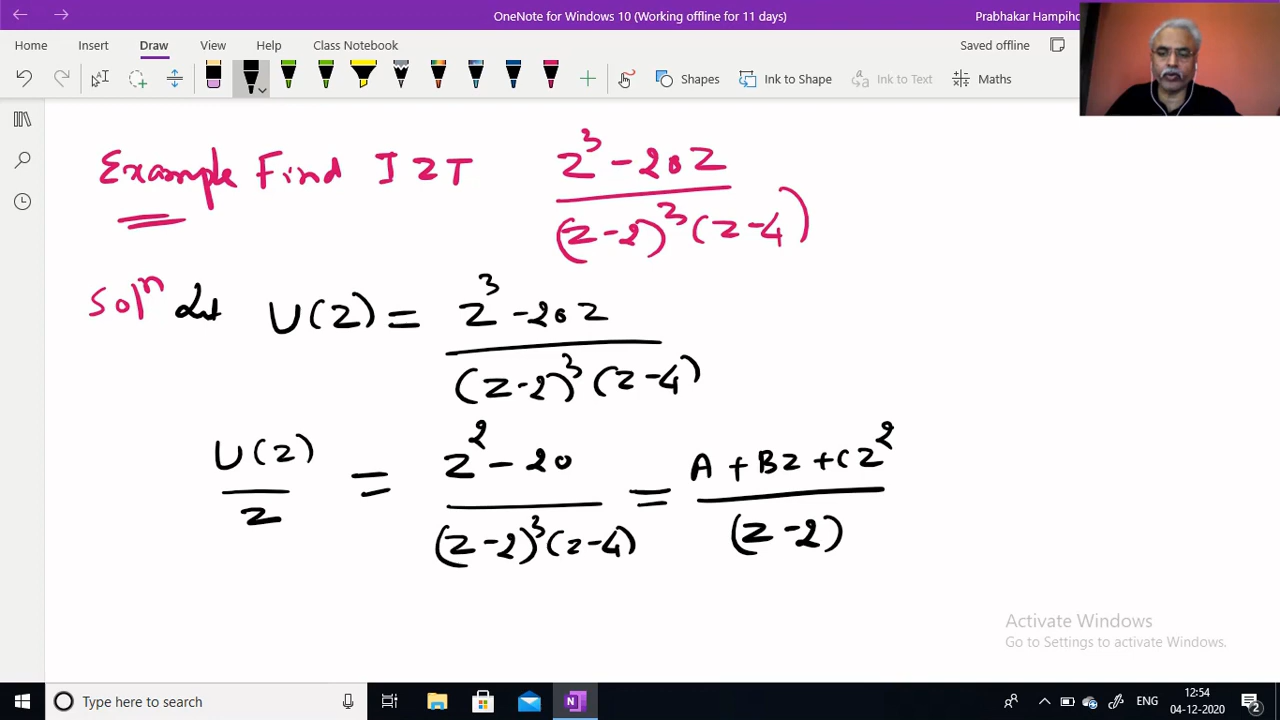 OneNote for Windows 10 (Working offline for 11 days)
Prabhakar Hampiho
Home Insert Draw View Help Class Notebook
Saved offline
Shapes Ink to Shape Ink to Text Maths
Example Find IZT z³ - 20z / (z-2)³(z-4)
Solⁿ Let U(z) = z³ - 20z / (z-2)³(z-4)
U(z)/z = z² - 20 / (z-2)³(z-4) = A + Bz + Cz² / (z-2)
Activate Windows
Go to Settings to activate Windows.
Type here to search
ENG
12:54
04-12-2020
2